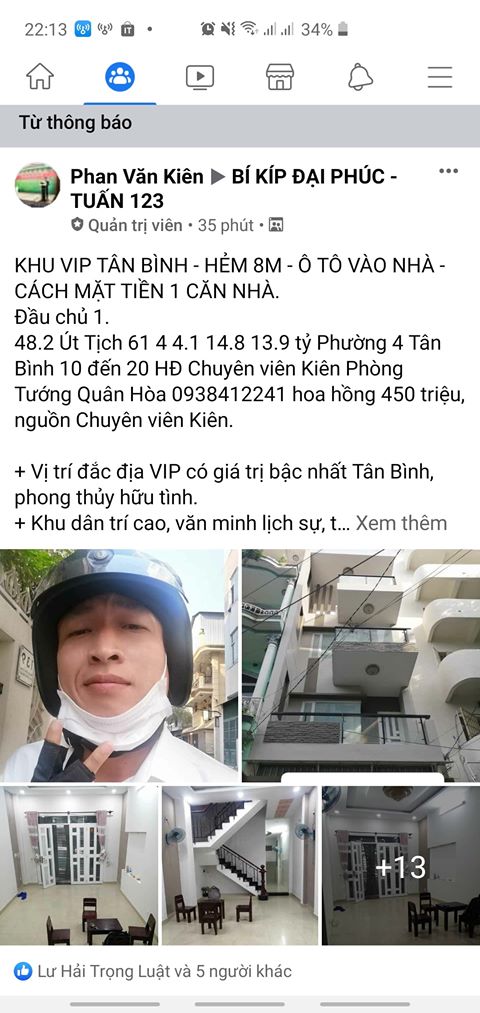 22:13
34%
Từ thông báo
Phan Văn Kiên ▶ BÍ KÍP ĐẠI PHÚC -
TUẤN 123
Quản trị viên • 35 phút •
KHU VIP TÂN BÌNH - HẺM 8M - Ô TÔ VÀO NHÀ -
CÁCH MẶT TIỀN 1 CĂN NHÀ.
Đầu chủ 1.
48.2 Út Tịch 61 4 4.1 14.8 13.9 tỷ Phường 4 Tân
Bình 10 đến 20 HĐ Chuyên viên Kiên Phòng
Tướng Quân Hòa 0938412241 hoa hồng 450 triệu,
nguồn Chuyên viên Kiên.
+ Vị trí đắc địa VIP có giá trị bậc nhất Tân Bình,
phong thủy hữu tình.
+ Khu dân trí cao, văn minh lịch sự, t... Xem thêm
+13
Lư Hải Trọng Luật và 5 người khác